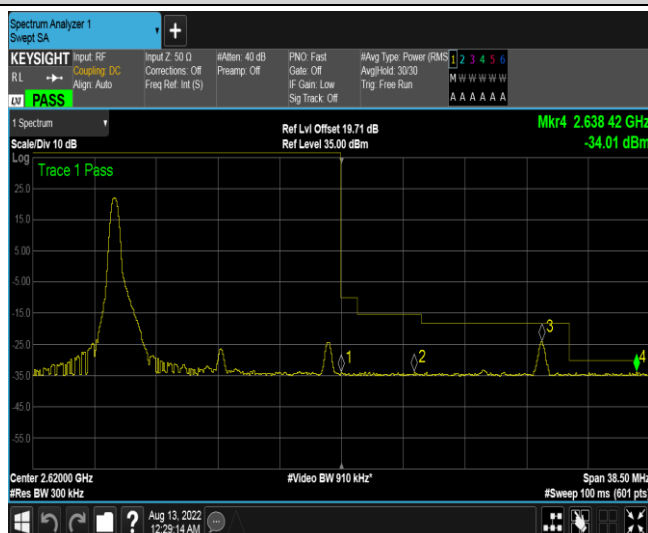 Spectrum Analyzer 1
Swept SA
+
KEYSIGHT
RL
LXI PASS
Input: RF
Coupling: DC
Align: Auto
Input Z: 50 Ω
Corrections: Off
Freq Ref: Int (S)
#Atten: 40 dB
Preamp: Off
PNO: Fast
Gate: Off
IF Gain: Low
Sig Track: Off
#Avg Type: Power (RMS
Avg|Hold: 30/30
Trig: Free Run
1 2 3 4 5 6
M W W W W W
A A A A A A
1 Spectrum
Scale/Div 10 dB
Ref Lvl Offset 19.71 dB
Ref Level 35.00 dBm
Mkr4 2.638 42 GHz
-34.01 dBm
Log
Trace 1 Pass
25.0
15.0
5.00
-5.00
-15.0
-25.0
-35.0
-45.0
-55.0
1
2
3
4
Center 2.62000 GHz
#Res BW 300 kHz
#Video BW 910 kHz*
Span 38.50 MHz
#Sweep 100 ms (601 pts)
?
Aug 13, 2022
12:29:14 AM